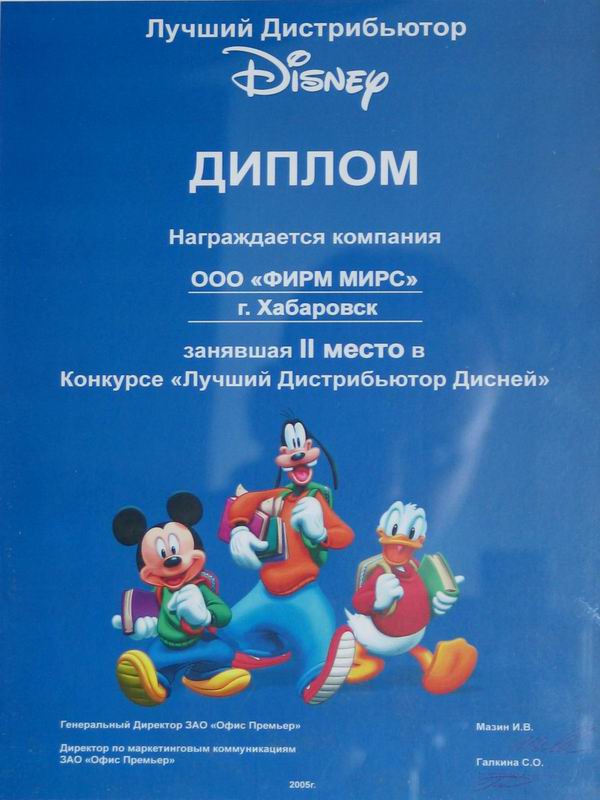 Лучший Дистрибьютор
Disney
ДИПЛОМ
Награждается компания
ООО «ФИРМ МИРС»
г. Хабаровск
занявшая II место в
Конкурсе «Лучший Дистрибьютор Дисней»
Генеральный Директор ЗАО «Офис Премьер» Мазин И.В.
Директор по маркетинговым коммуникациям
ЗАО «Офис Премьер» Галкина С.О.
2005г.